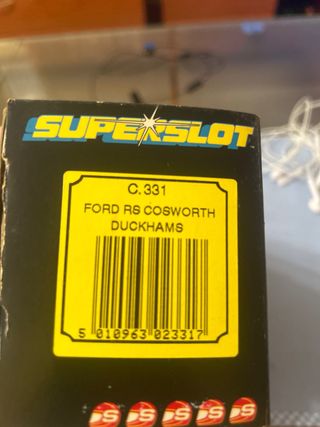 SUPERSLOT
C.331
FORD RS COSWORTH
DUCKHAMS
5 010963 023317
S S S S S